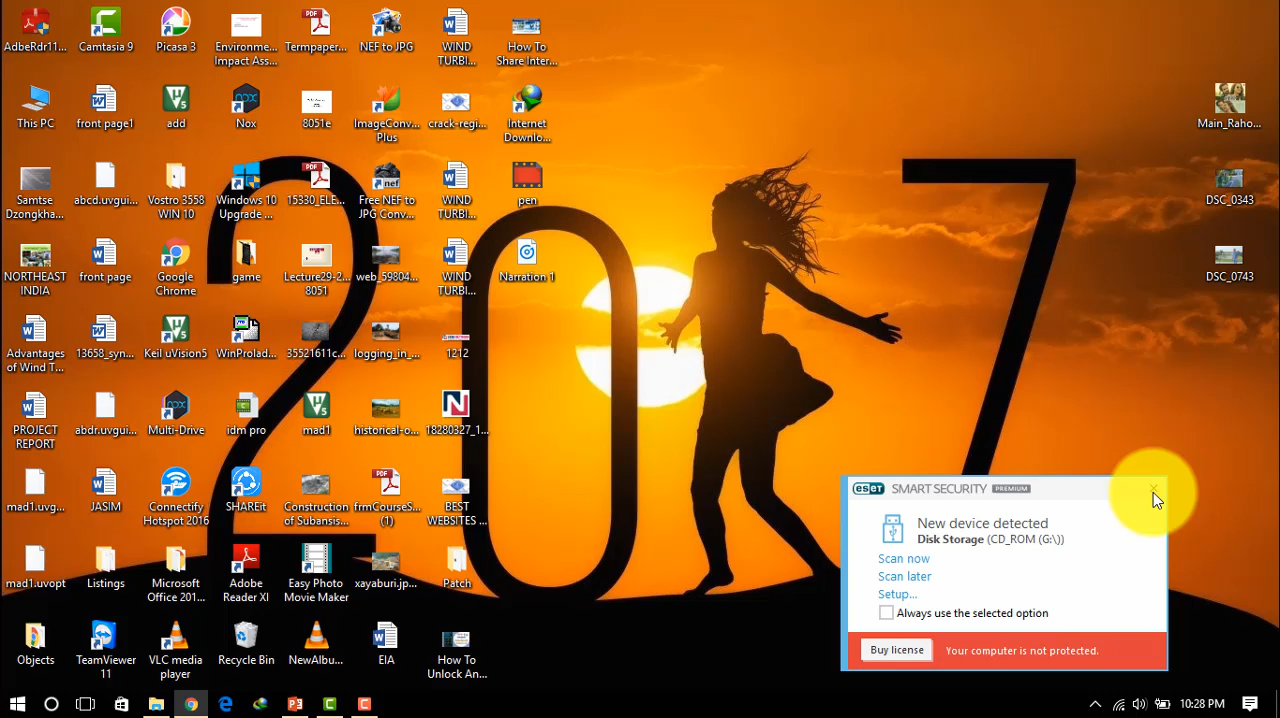 AdbeRdr11...
Camtasia 9
Picasa 3
Environme...
Impact Ass...
Termpaper...
NEF to JPG
WIND
TURBI...
How To
Share Inter...
This PC
front page1
add
Nox
8051e
ImageConv...
Plus
crack-regi...
Internet
Downlo...
Main_Raho...
Samtse
Dzongkha...
abcd.uvgui...
Vostro 3558
WIN 10
Windows 10
Upgrade ...
15330_ELE...
Free NEF to
JPG Conv...
WIND
TURBI...
pen
DSC_0343
NORTHEAST
INDIA
front page
Google
Chrome
game
Lecture29-2...
8051
web_59804...
WIND
TURBI...
Narration 1
DSC_0743
Advantages
of Wind T...
13658_syn...
Keil uVision5
WinProlad...
35521611c...
logging_in_...
1212
PROJECT
REPORT
abdr.uvgui...
Multi-Drive
idm pro
mad1
historical-o...
18280327_1...
mad1.uvg...
JASIM
Connectify
Hotspot 2016
SHAREit
Construction
of Subansis...
frmCourseS...
(1)
BEST
WEBSITES ...
mad1.uvopt
Listings
Microsoft
Office 201...
Adobe
Reader XI
Easy Photo
Movie Maker
xayaburi.jp...
Patch
Objects
TeamViewer
11
VLC media
player
Recycle Bin
NewAlbu...
EIA
How To
Unlock An...
207
eset SMART SECURITY PREMIUM
New device detected
Disk Storage (CD_ROM (G:\))
Scan now
Scan later
Setup...
Always use the selected option
Buy license
Your computer is not protected.
10:28 PM